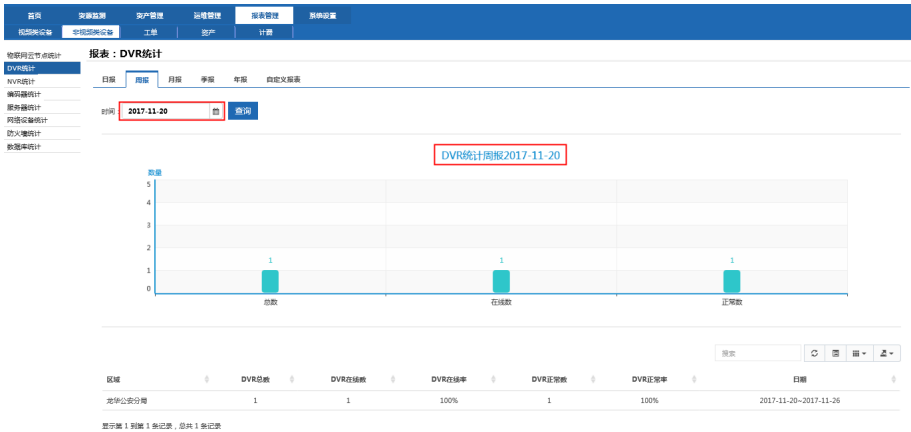 首页 资源监测 资产管理 运维管理 报表管理 系统设置
视频类设备 非视频类设备 工单 资产 计费
物联网云节点统计
DVR统计
NVR统计
编码器统计
服务器统计
网络设备统计
防火墙统计
数据库统计
报表：DVR统计
日报 周报 月报 季报 年报 自定义报表
时间： 2017-11-20 查询
DVR统计周报2017-11-20
数量
5
4
3
2
1
0
1 1 1
总数 在线数 正常数
搜索
区域 DVR总数 DVR在线数 DVR在线率 DVR正常数 DVR正常率 日期
龙华公安分局 1 1 100% 1 100% 2017-11-20~2017-11-26
显示第 1 到第 1 条记录，总共 1 条记录